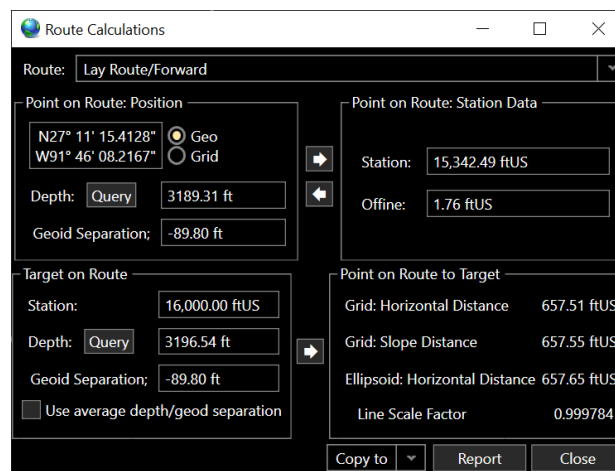 Route Calculations
Route: Lay Route/Forward
Point on Route: Position
N27° 11' 15.4128"
W91° 46' 08.2167"
Geo
Grid
Depth: Query 3189.31 ft
Geoid Separation; -89.80 ft
Point on Route: Station Data
Station: 15,342.49 ftUS
Offine: 1.76 ftUS
Target on Route
Station: 16,000.00 ftUS
Depth: Query 3196.54 ft
Geoid Separation; -89.80 ft
Use average depth/geod separation
Point on Route to Target
Grid: Horizontal Distance 657.51 ftUS
Grid: Slope Distance 657.55 ftUS
Ellipsoid: Horizontal Distance 657.65 ftUS
Line Scale Factor 0.999784
Copy to Report Close